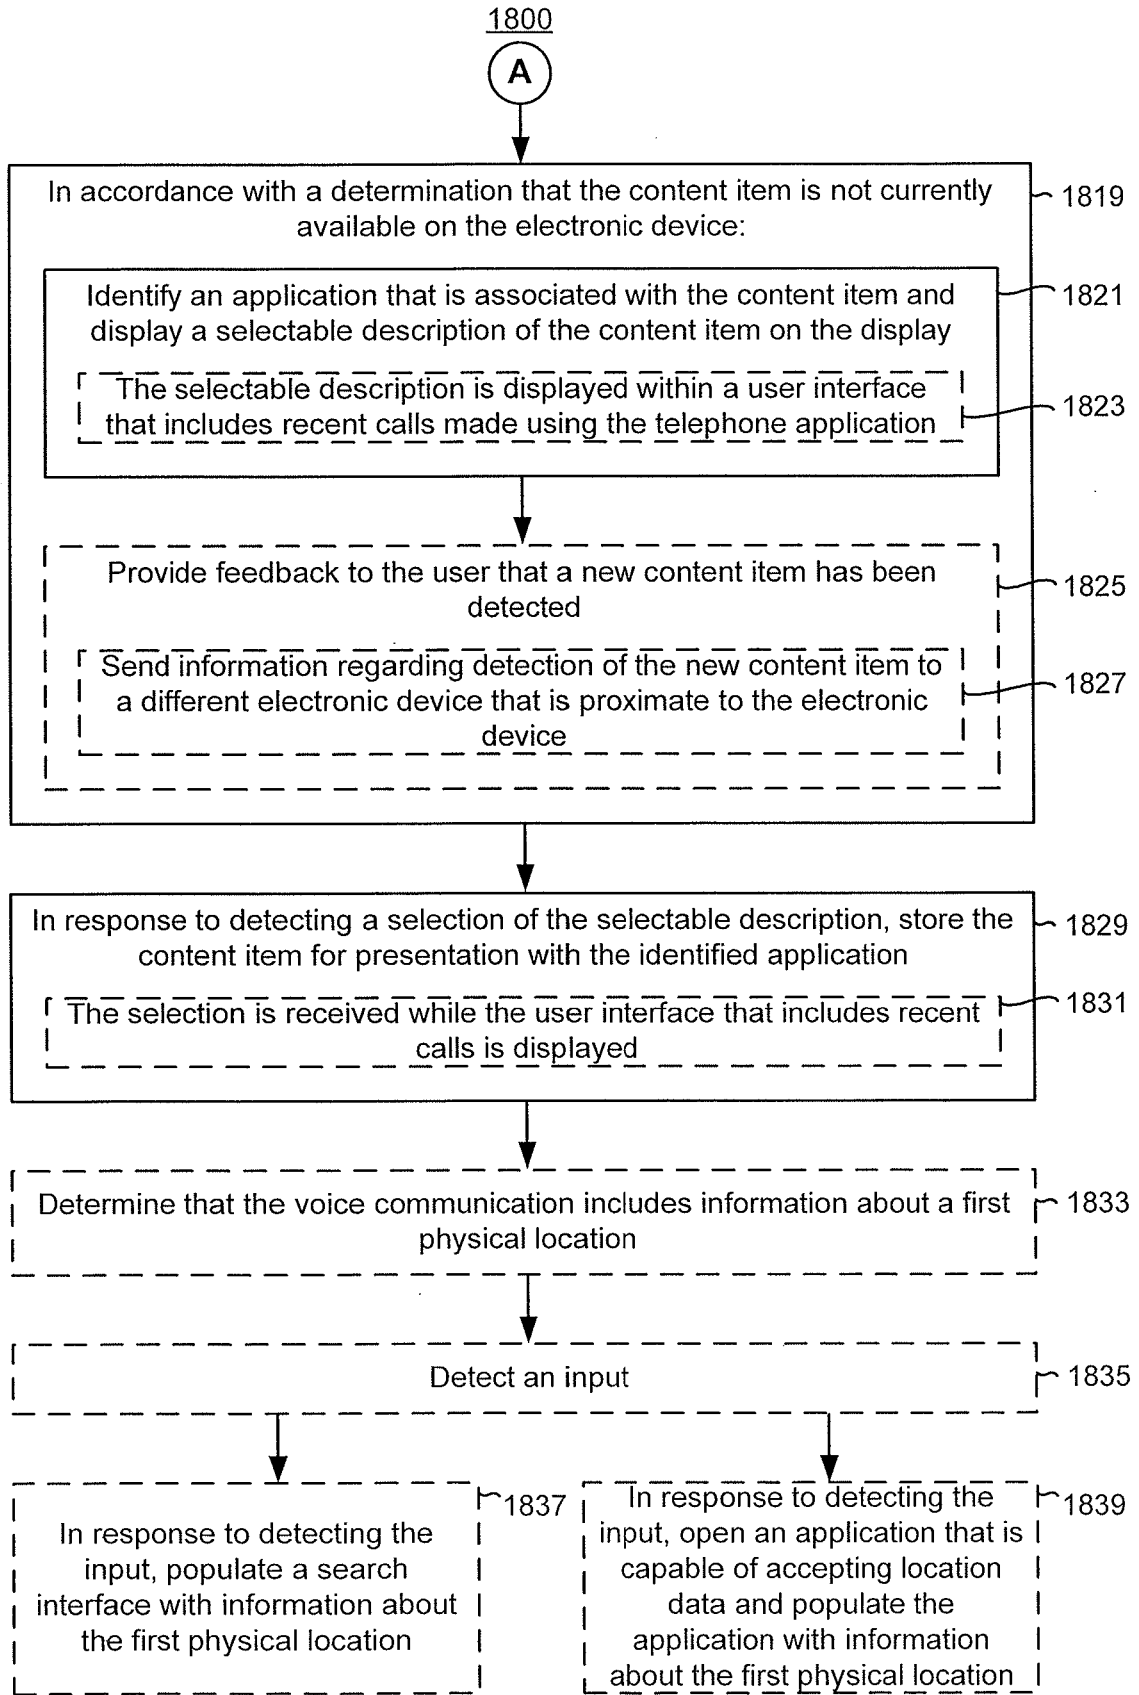 1800
A
In accordance with a determination that the content item is not currently
available on the electronic device:
1819
Identify an application that is associated with the content item and
display a selectable description of the content item on the display
1821
The selectable description is displayed within a user interface
that includes recent calls made using the telephone application
1823
Provide feedback to the user that a new content item has been
detected
1825
Send information regarding detection of the new content item to
a different electronic device that is proximate to the electronic
device
1827
In response to detecting a selection of the selectable description, store the
content item for presentation with the identified application
1829
The selection is received while the user interface that includes recent
calls is displayed
1831
Determine that the voice communication includes information about a first
physical location
1833
Detect an input
1835
In response to detecting the
input, populate a search
interface with information about
the first physical location
1837
In response to detecting the
input, open an application that is
capable of accepting location
data and populate the
application with information
about the first physical location
1839